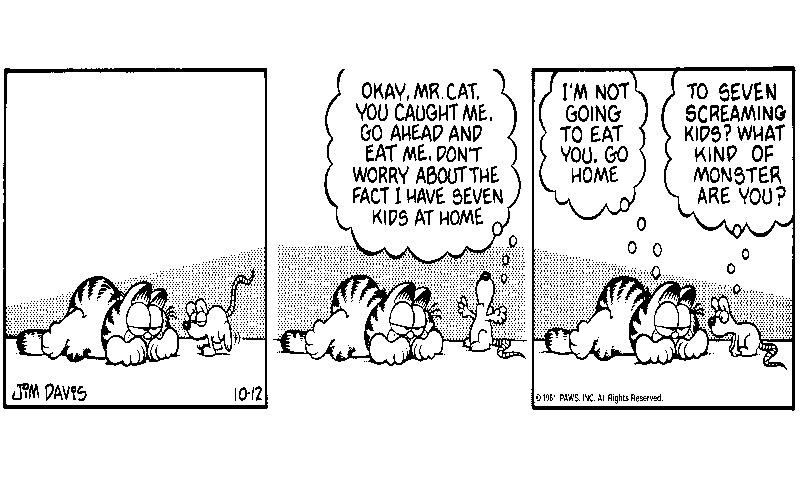 JIM DAVIS
10-12
OKAY, MR. CAT,
YOU CAUGHT ME.
GO AHEAD AND
EAT ME. DON'T
WORRY ABOUT THE
FACT I HAVE SEVEN
KIDS AT HOME
I'M NOT
GOING
TO EAT
YOU. GO
HOME
TO SEVEN
SCREAMING
KIDS? WHAT
KIND OF
MONSTER
ARE YOU?
© 1981 PAWS, INC. All Rights Reserved.